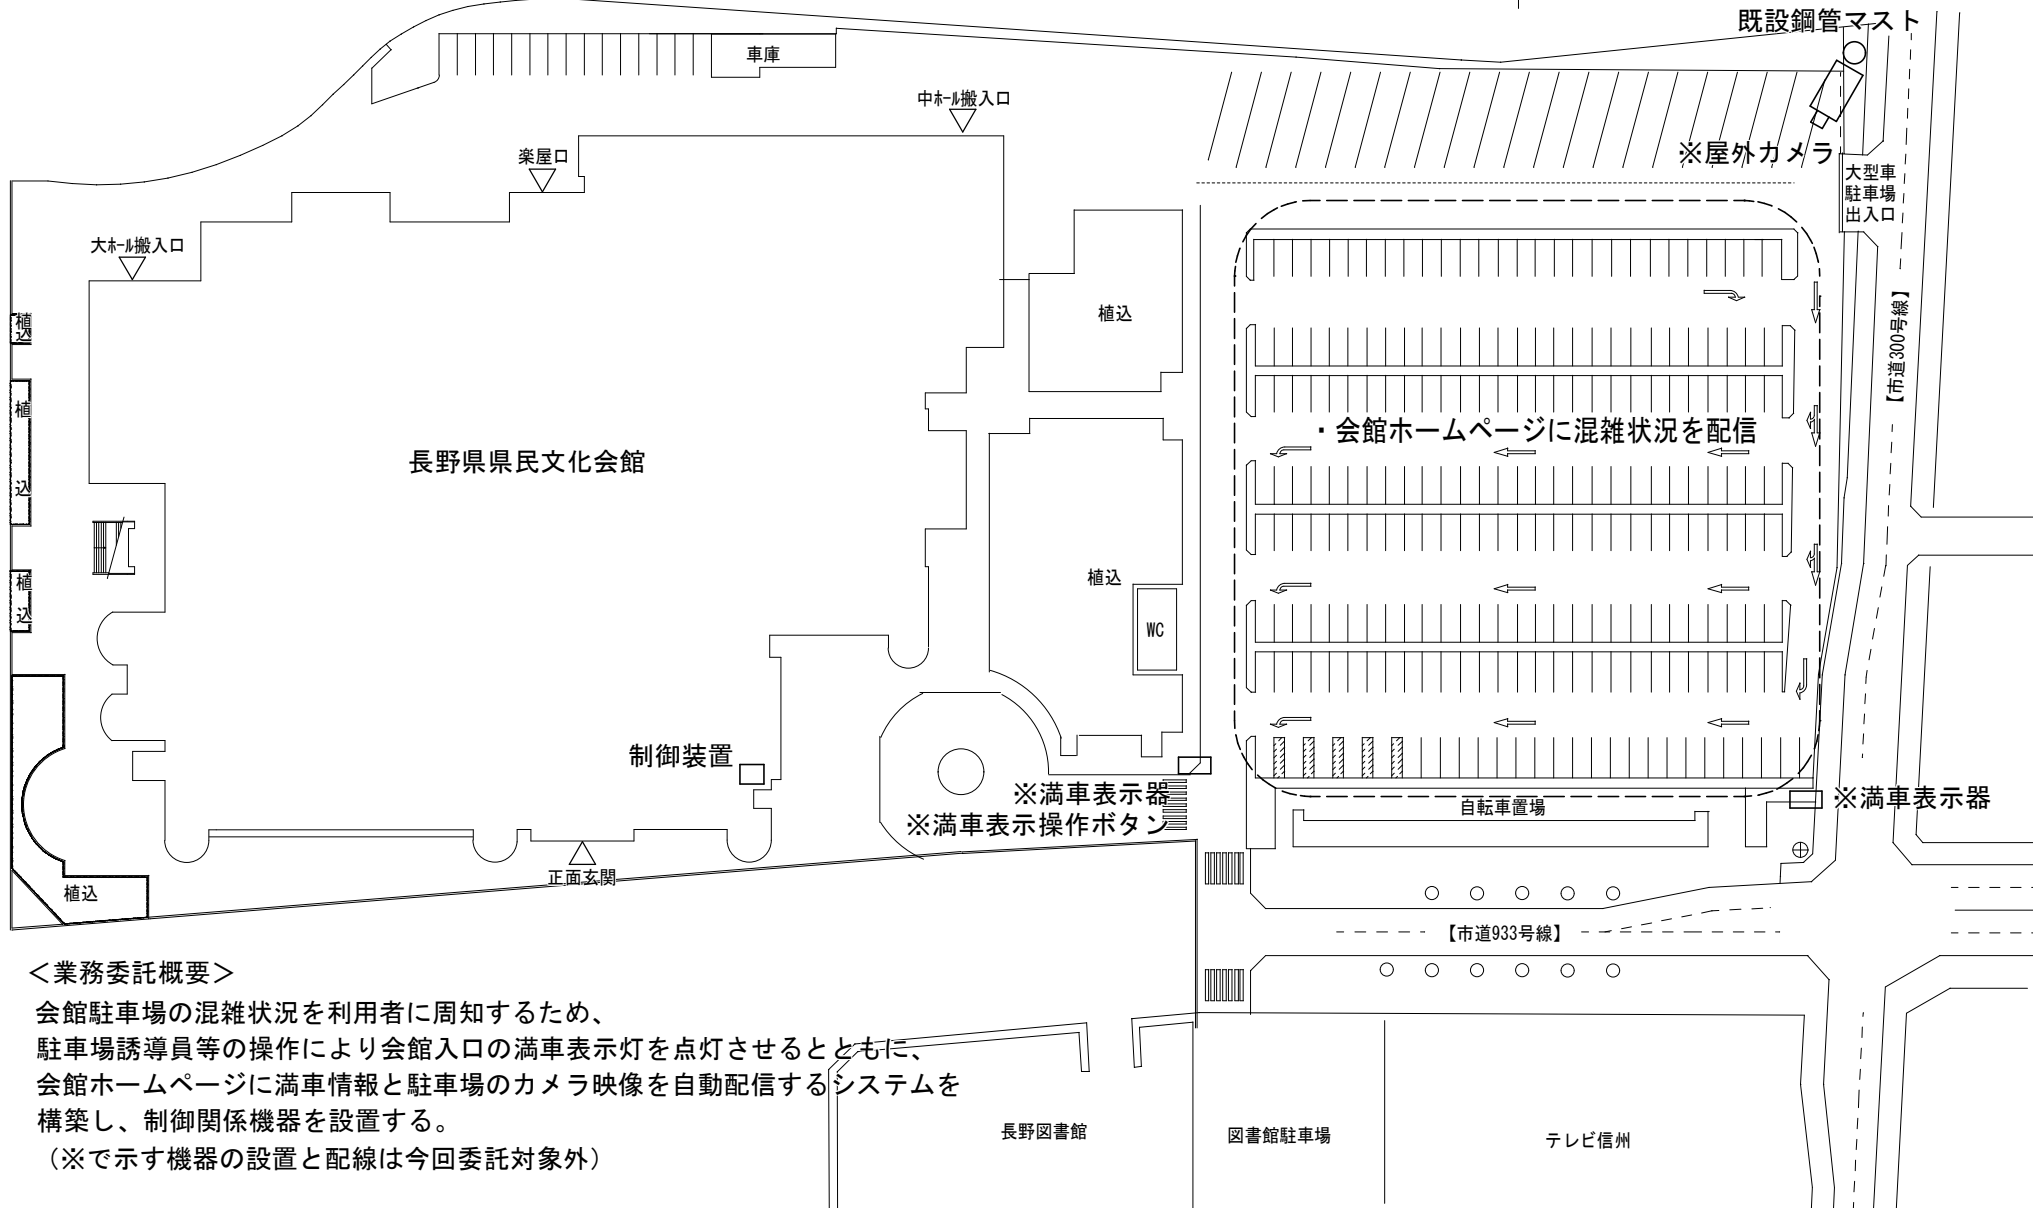 既設鋼管マスト
車庫
中ホール搬入口
楽屋口
※屋外カメラ
大型車
駐車場
出入口
大ホール搬入口
植込
植込
【市道300号線】
植込
・会館ホームページに混雑状況を配信
長野県県民文化会館
植込
植込
WC
制御装置
※満車表示器
※満車表示操作ボタン
自転車置場
※満車表示器
正面玄関
植込
【市道933号線】
＜業務委託概要＞
会館駐車場の混雑状況を利用者に周知するため、
駐車場誘導員等の操作により会館入口の満車表示灯を点灯させるとともに、
会館ホームページに満車情報と駐車場のカメラ映像を自動配信するシステムを
構築し、制御関係機器を設置する。
（※で示す機器の設置と配線は今回委託対象外）
長野図書館
図書館駐車場
テレビ信州